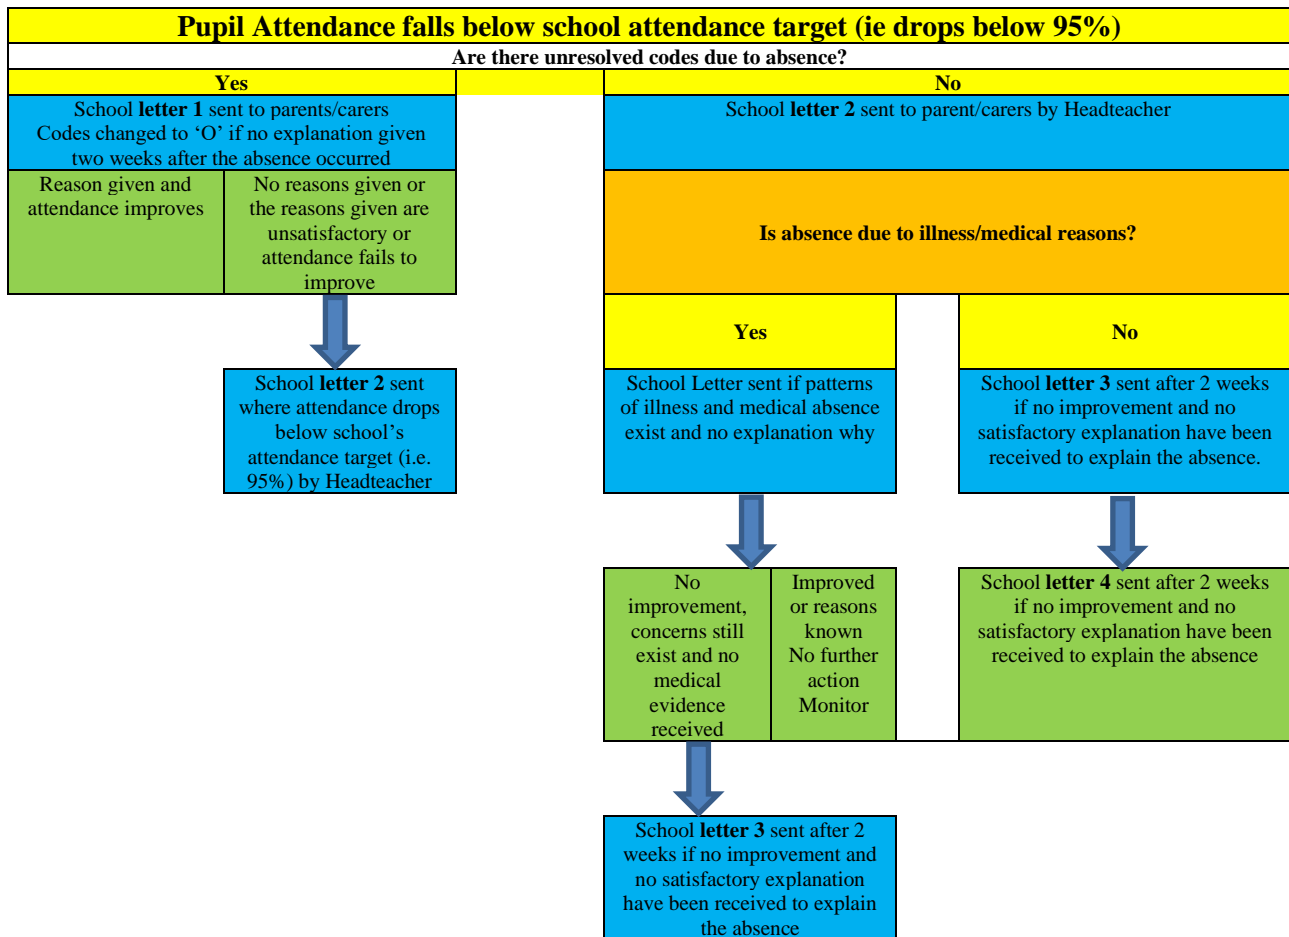 Pupil Attendance falls below school attendance target (ie drops below 95%)
Are there unresolved codes due to absence?
Yes
No
School letter 1 sent to parents/carers
Codes changed to ‘O’ if no explanation given
two weeks after the absence occurred
School letter 2 sent to parent/carers by Headteacher
Reason given and
attendance improves
No reasons given or
the reasons given are
unsatisfactory or
attendance fails to
improve
Is absence due to illness/medical reasons?
Yes
No
School letter 2 sent
where attendance drops
below school’s
attendance target (i.e.
95%) by Headteacher
School Letter sent if patterns
of illness and medical absence
exist and no explanation why
School letter 3 sent after 2 weeks
if no improvement and no
satisfactory explanation have been
received to explain the absence.
No
improvement,
concerns still
exist and no
medical
evidence
received
Improved
or reasons
known
No further
action
Monitor
School letter 4 sent after 2 weeks
if no improvement and no
satisfactory explanation have been
received to explain the absence
School letter 3 sent after 2
weeks if no improvement and
no satisfactory explanation
have been received to explain
the absence